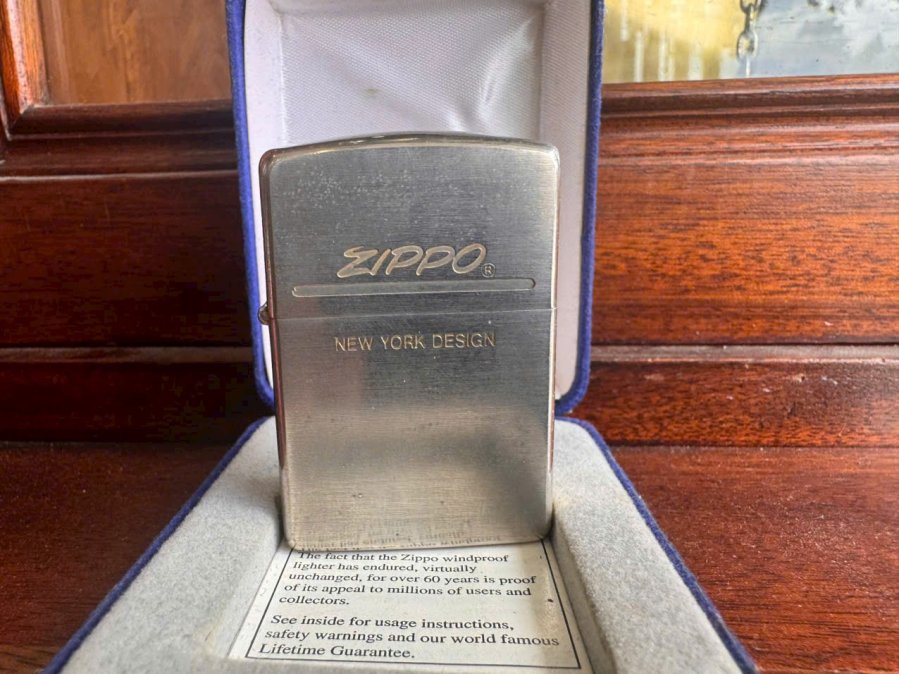 ZIPPO®
NEW YORK DESIGN
The fact that the Zippo windproof
lighter has endured, virtually
unchanged, for over 60 years is proof
of its appeal to millions of users and
collectors.
See inside for usage instructions,
safety warnings and our world famous
Lifetime Guarantee.